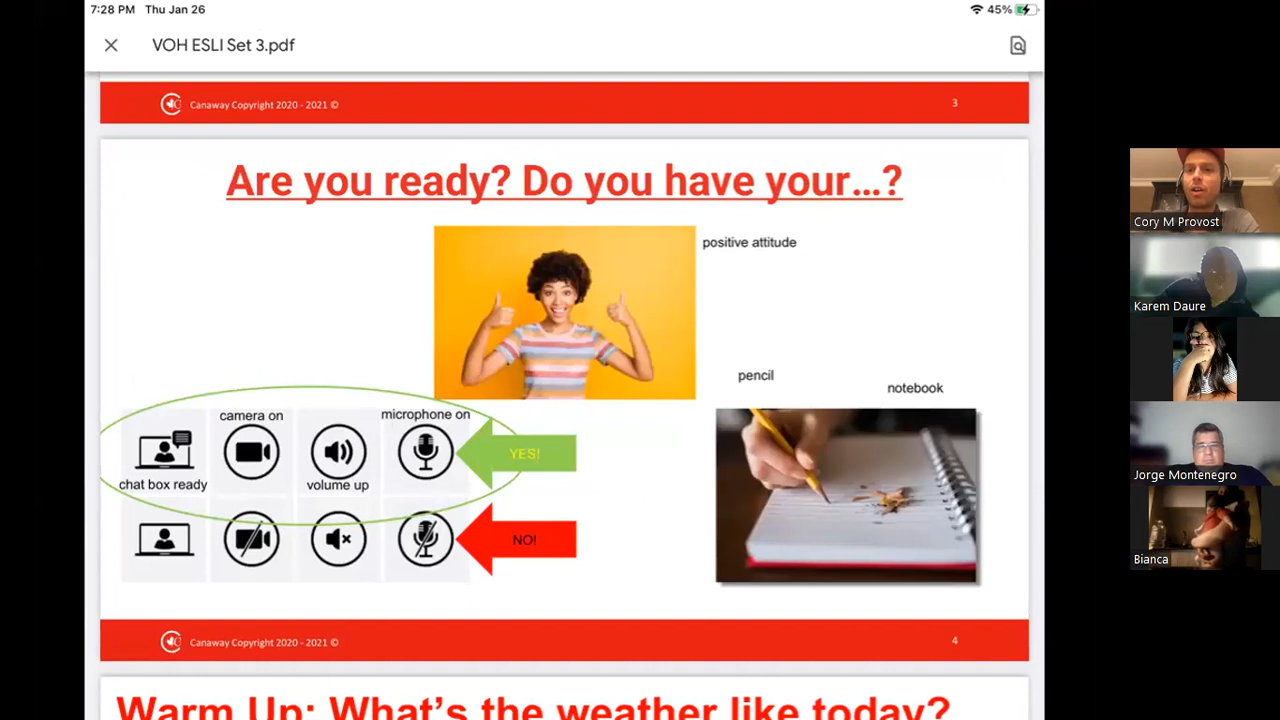 7:28 PM Thu Jan 26
45%
VOH ESLI Set 3.pdf
Canaway Copyright 2020 - 2021 ©
3
Are you ready? Do you have your...?
positive attitude
pencil
notebook
camera on
microphone on
YES!
chat box ready
volume up
NO!
Canaway Copyright 2020 - 2021 ©
4
Warm Up: What's the weather like today?
Cory M Provost
Karem Daure
Jorge Montenegro
Bianca